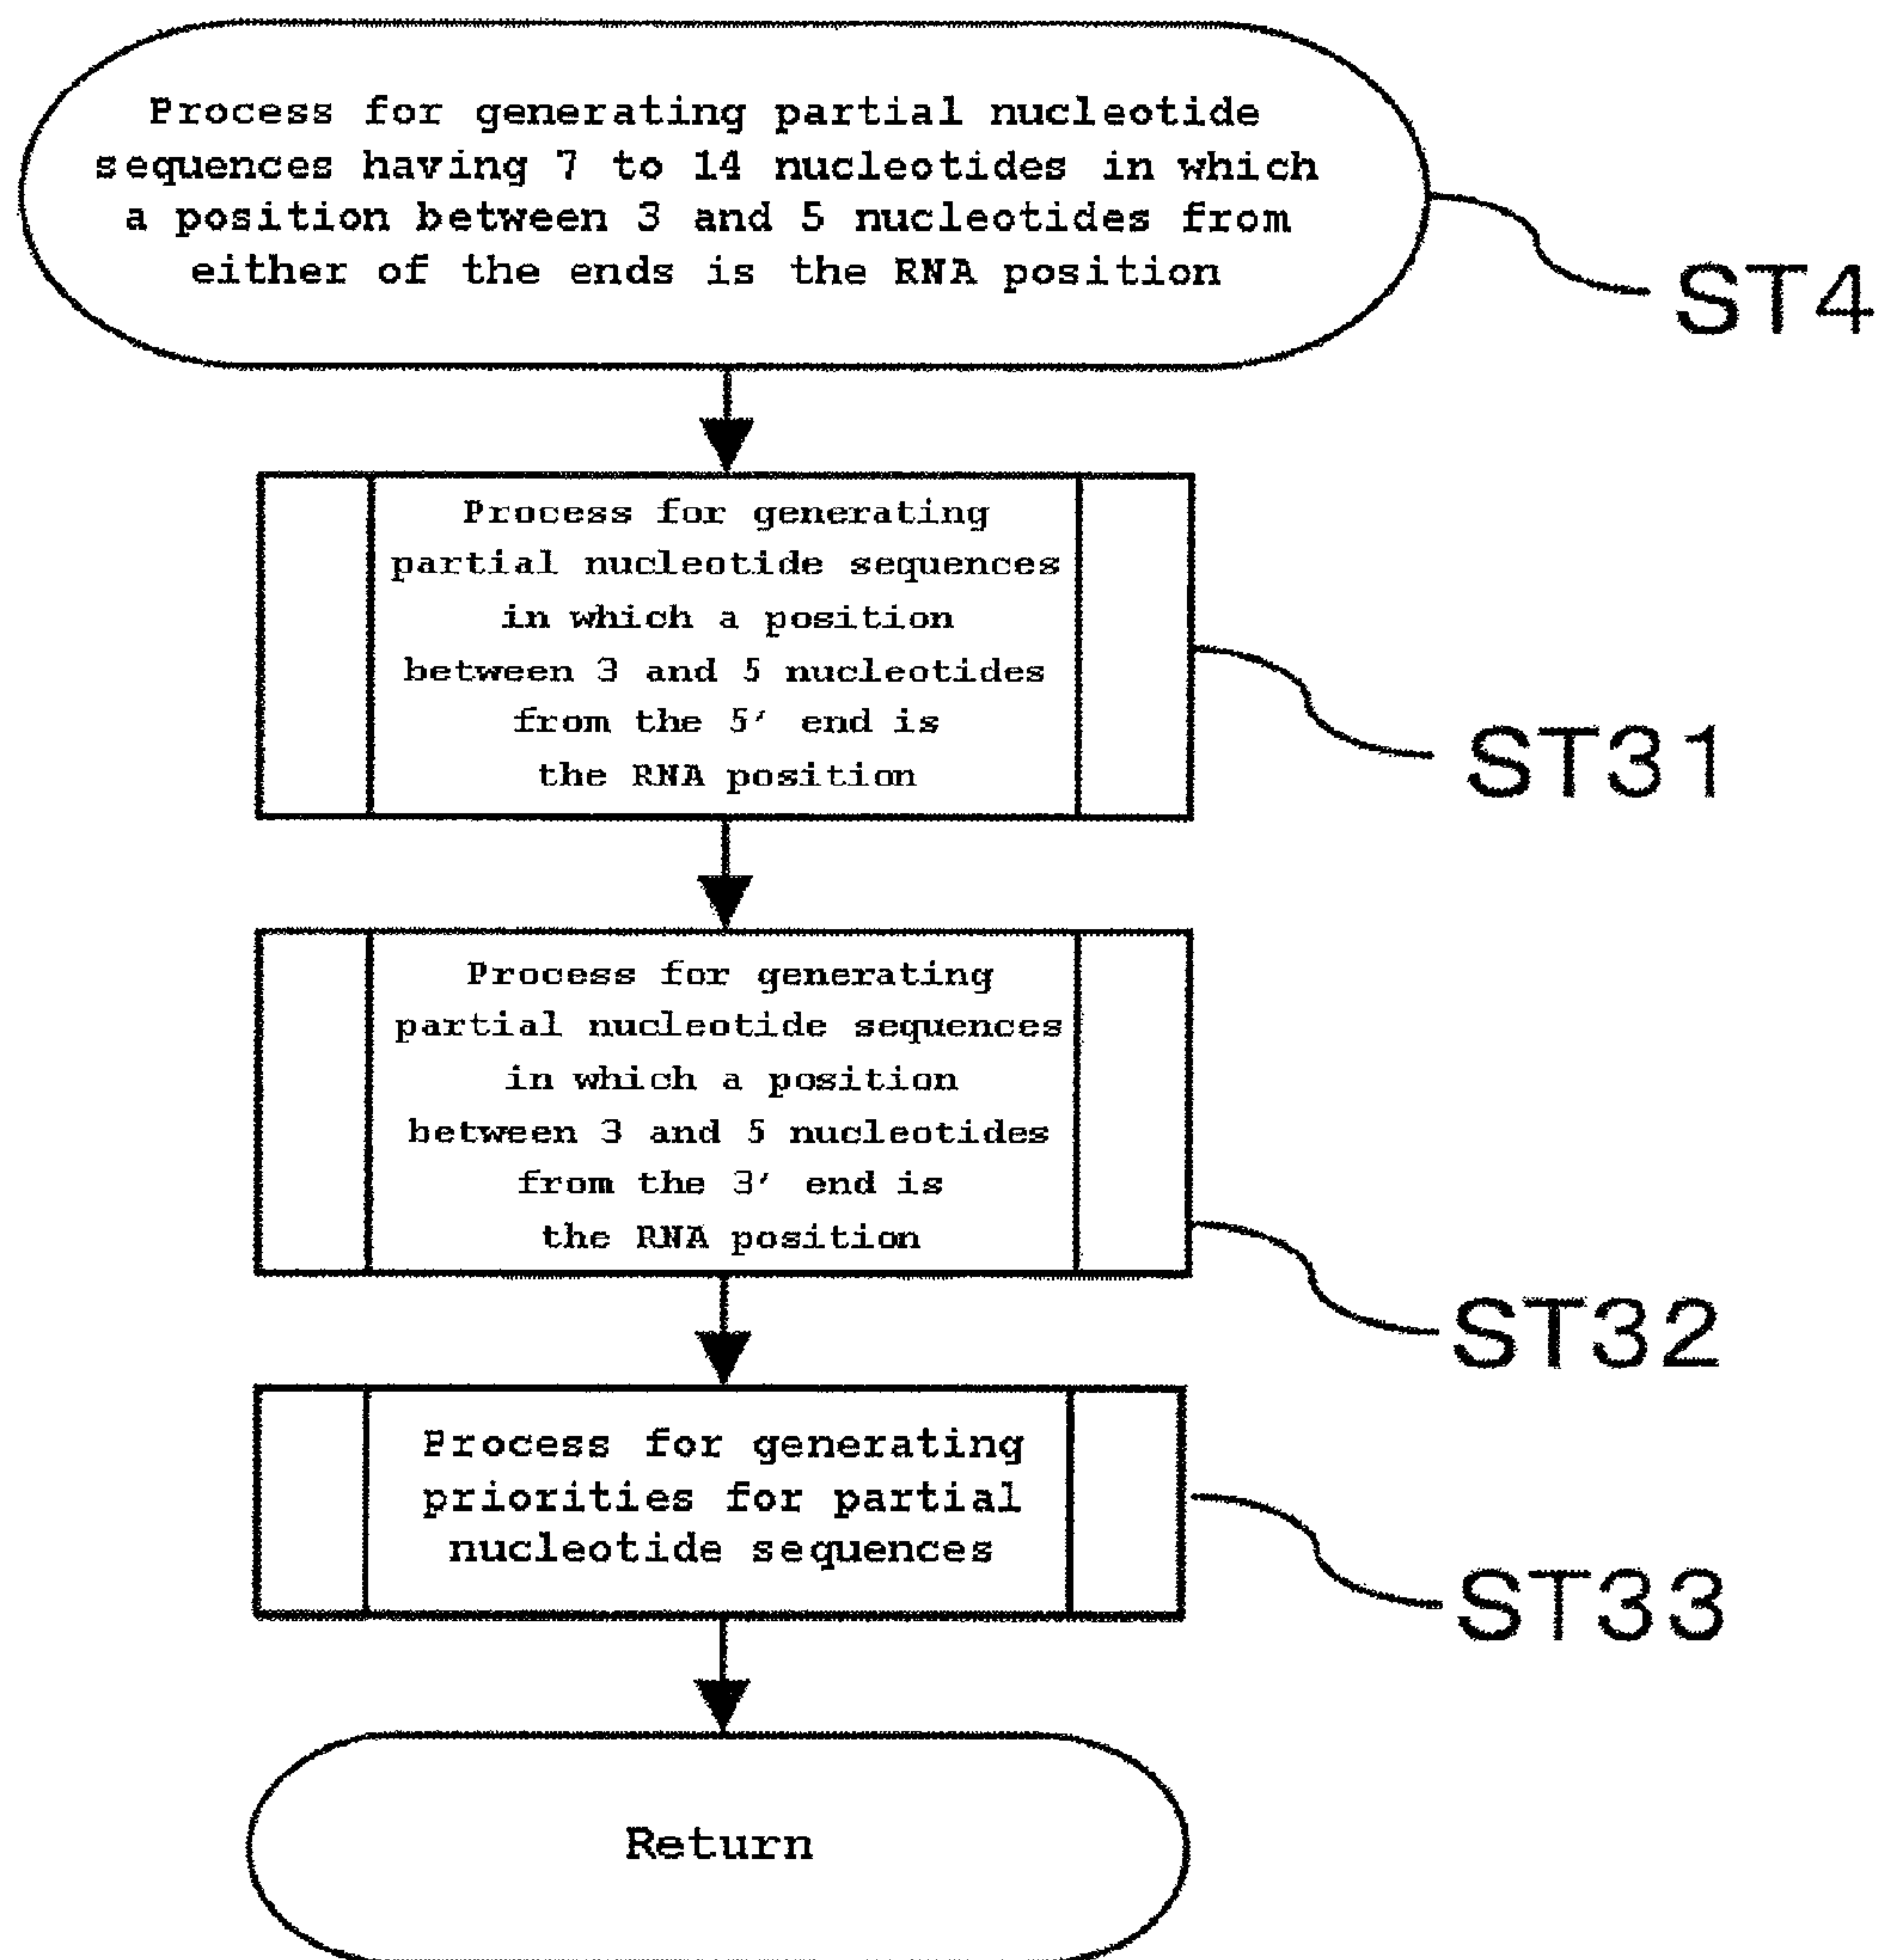 Process for generating partial nucleotide
sequences having 7 to 14 nucleotides in which
a position between 3 and 5 nucleotides from
either of the ends is the RNA position
ST4
Process for generating
partial nucleotide sequences
in which a position
between 3 and 5 nucleotides
from the 5′ end is
the RNA position
ST31
Process for generating
partial nucleotide sequences
in which a position
between 3 and 5 nucleotides
from the 3′ end is
the RNA position
ST32
Process for generating
priorities for partial
nucleotide sequences
ST33
Return